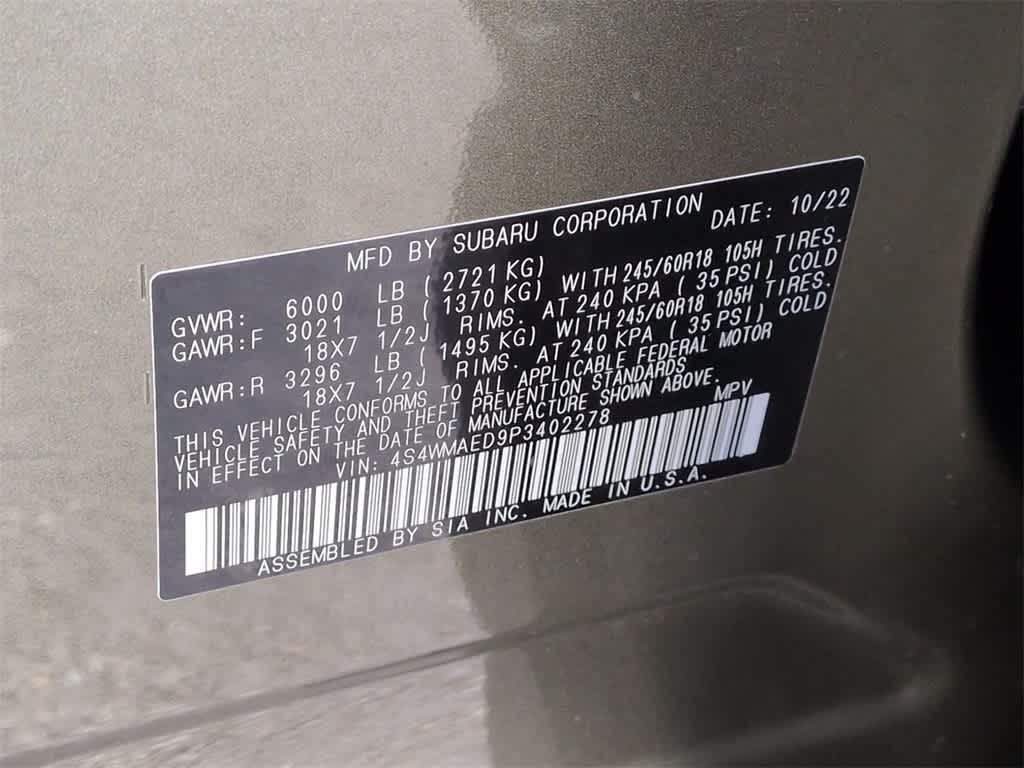 MFD BY SUBARU CORPORATION DATE: 10/22
GVWR: 6000 LB ( 2721 KG)
GAWR:F 3021 LB ( 1370 KG) WITH 245/60R18 105H TIRES.
18X7 1/2J RIMS. AT 240 KPA ( 35 PSI) COLD
GAWR:R 3296 LB ( 1495 KG) WITH 245/60R18 105H TIRES.
18X7 1/2J RIMS. AT 240 KPA ( 35 PSI) COLD
THIS VEHICLE CONFORMS TO ALL APPLICABLE FEDERAL MOTOR
VEHICLE SAFETY AND THEFT PREVENTION STANDARDS
IN EFFECT ON THE DATE OF MANUFACTURE SHOWN ABOVE.
VIN: 4S4WMAED9P3402278 MPV
ASSEMBLED BY SIA INC. MADE IN U.S.A.